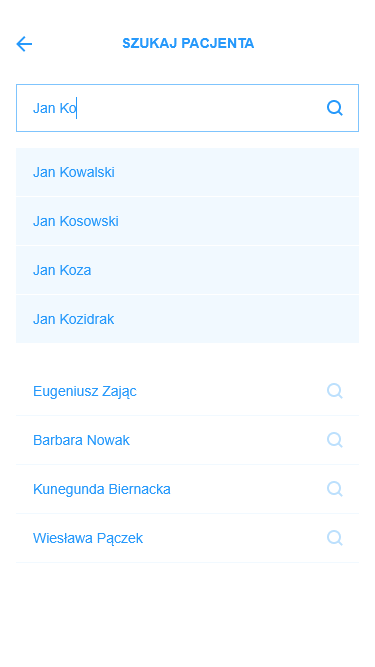 SZUKAJ PACJENTA
Jan Ko
Jan Kowalski
Jan Kosowski
Jan Koza
Jan Kozidrak
Eugeniusz Zając
Barbara Nowak
Kunegunda Biernacka
Wiesława Pączek